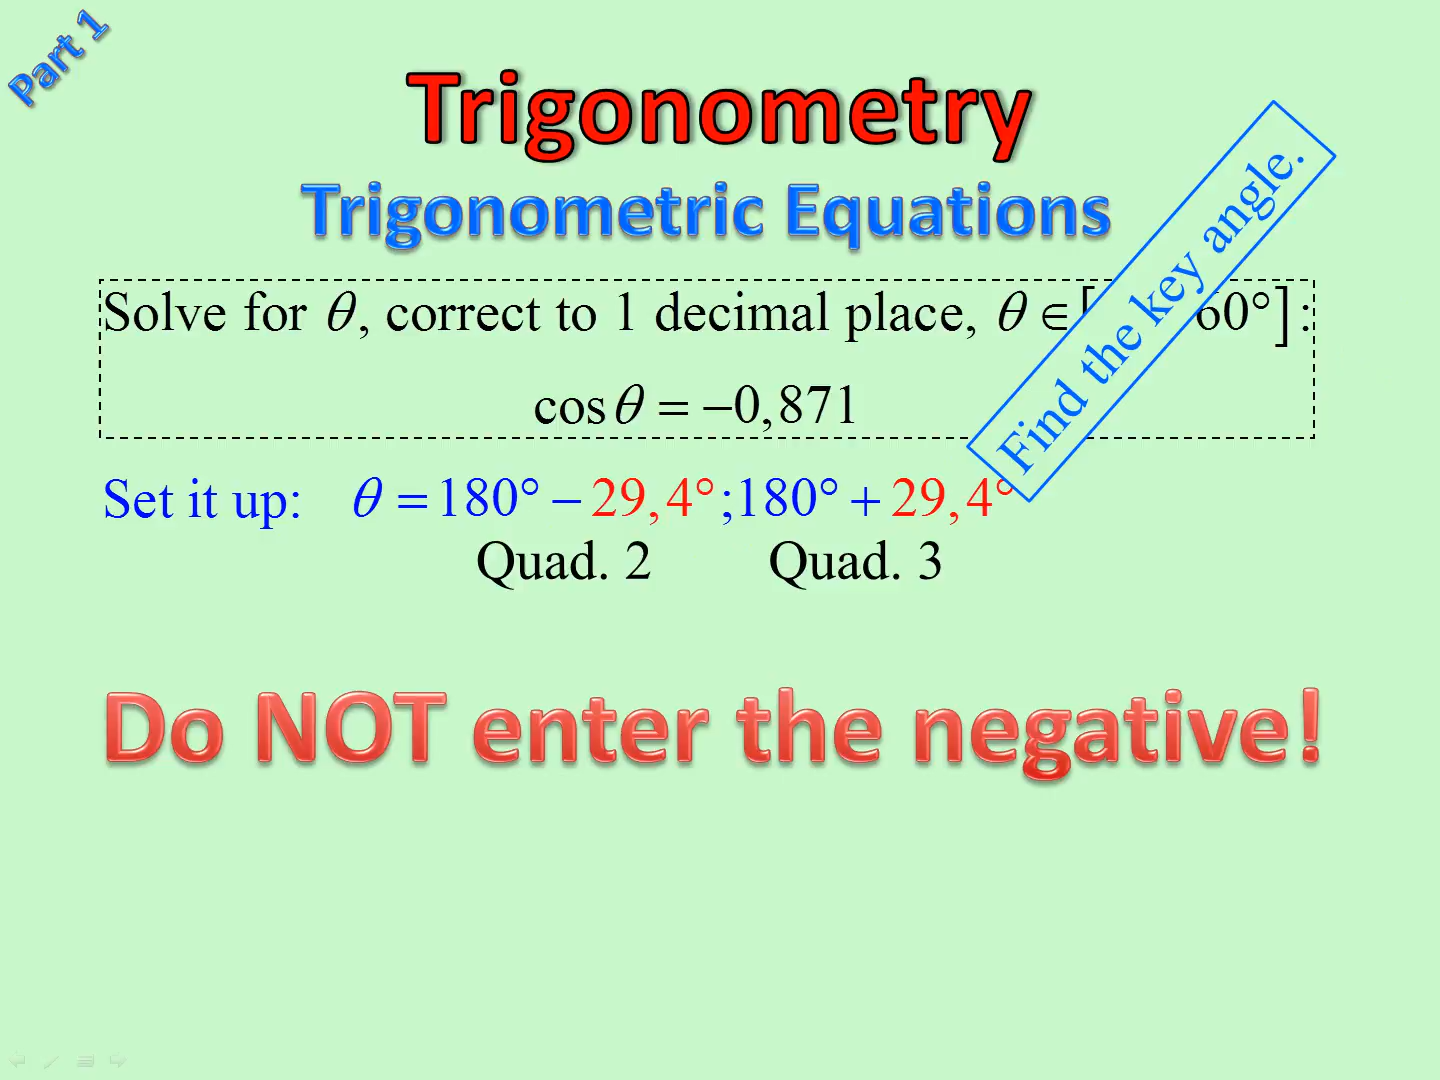 Part 1
Trigonometry
Trigonometric Equations
Solve for θ, correct to 1 decimal place, θ ∈ [ 60°]:
cos θ = −0,871
Find the key angle.
Set it up: θ = 180° − 29,4°; 180° + 29,4°
Quad. 2 Quad. 3
Do NOT enter the negative!